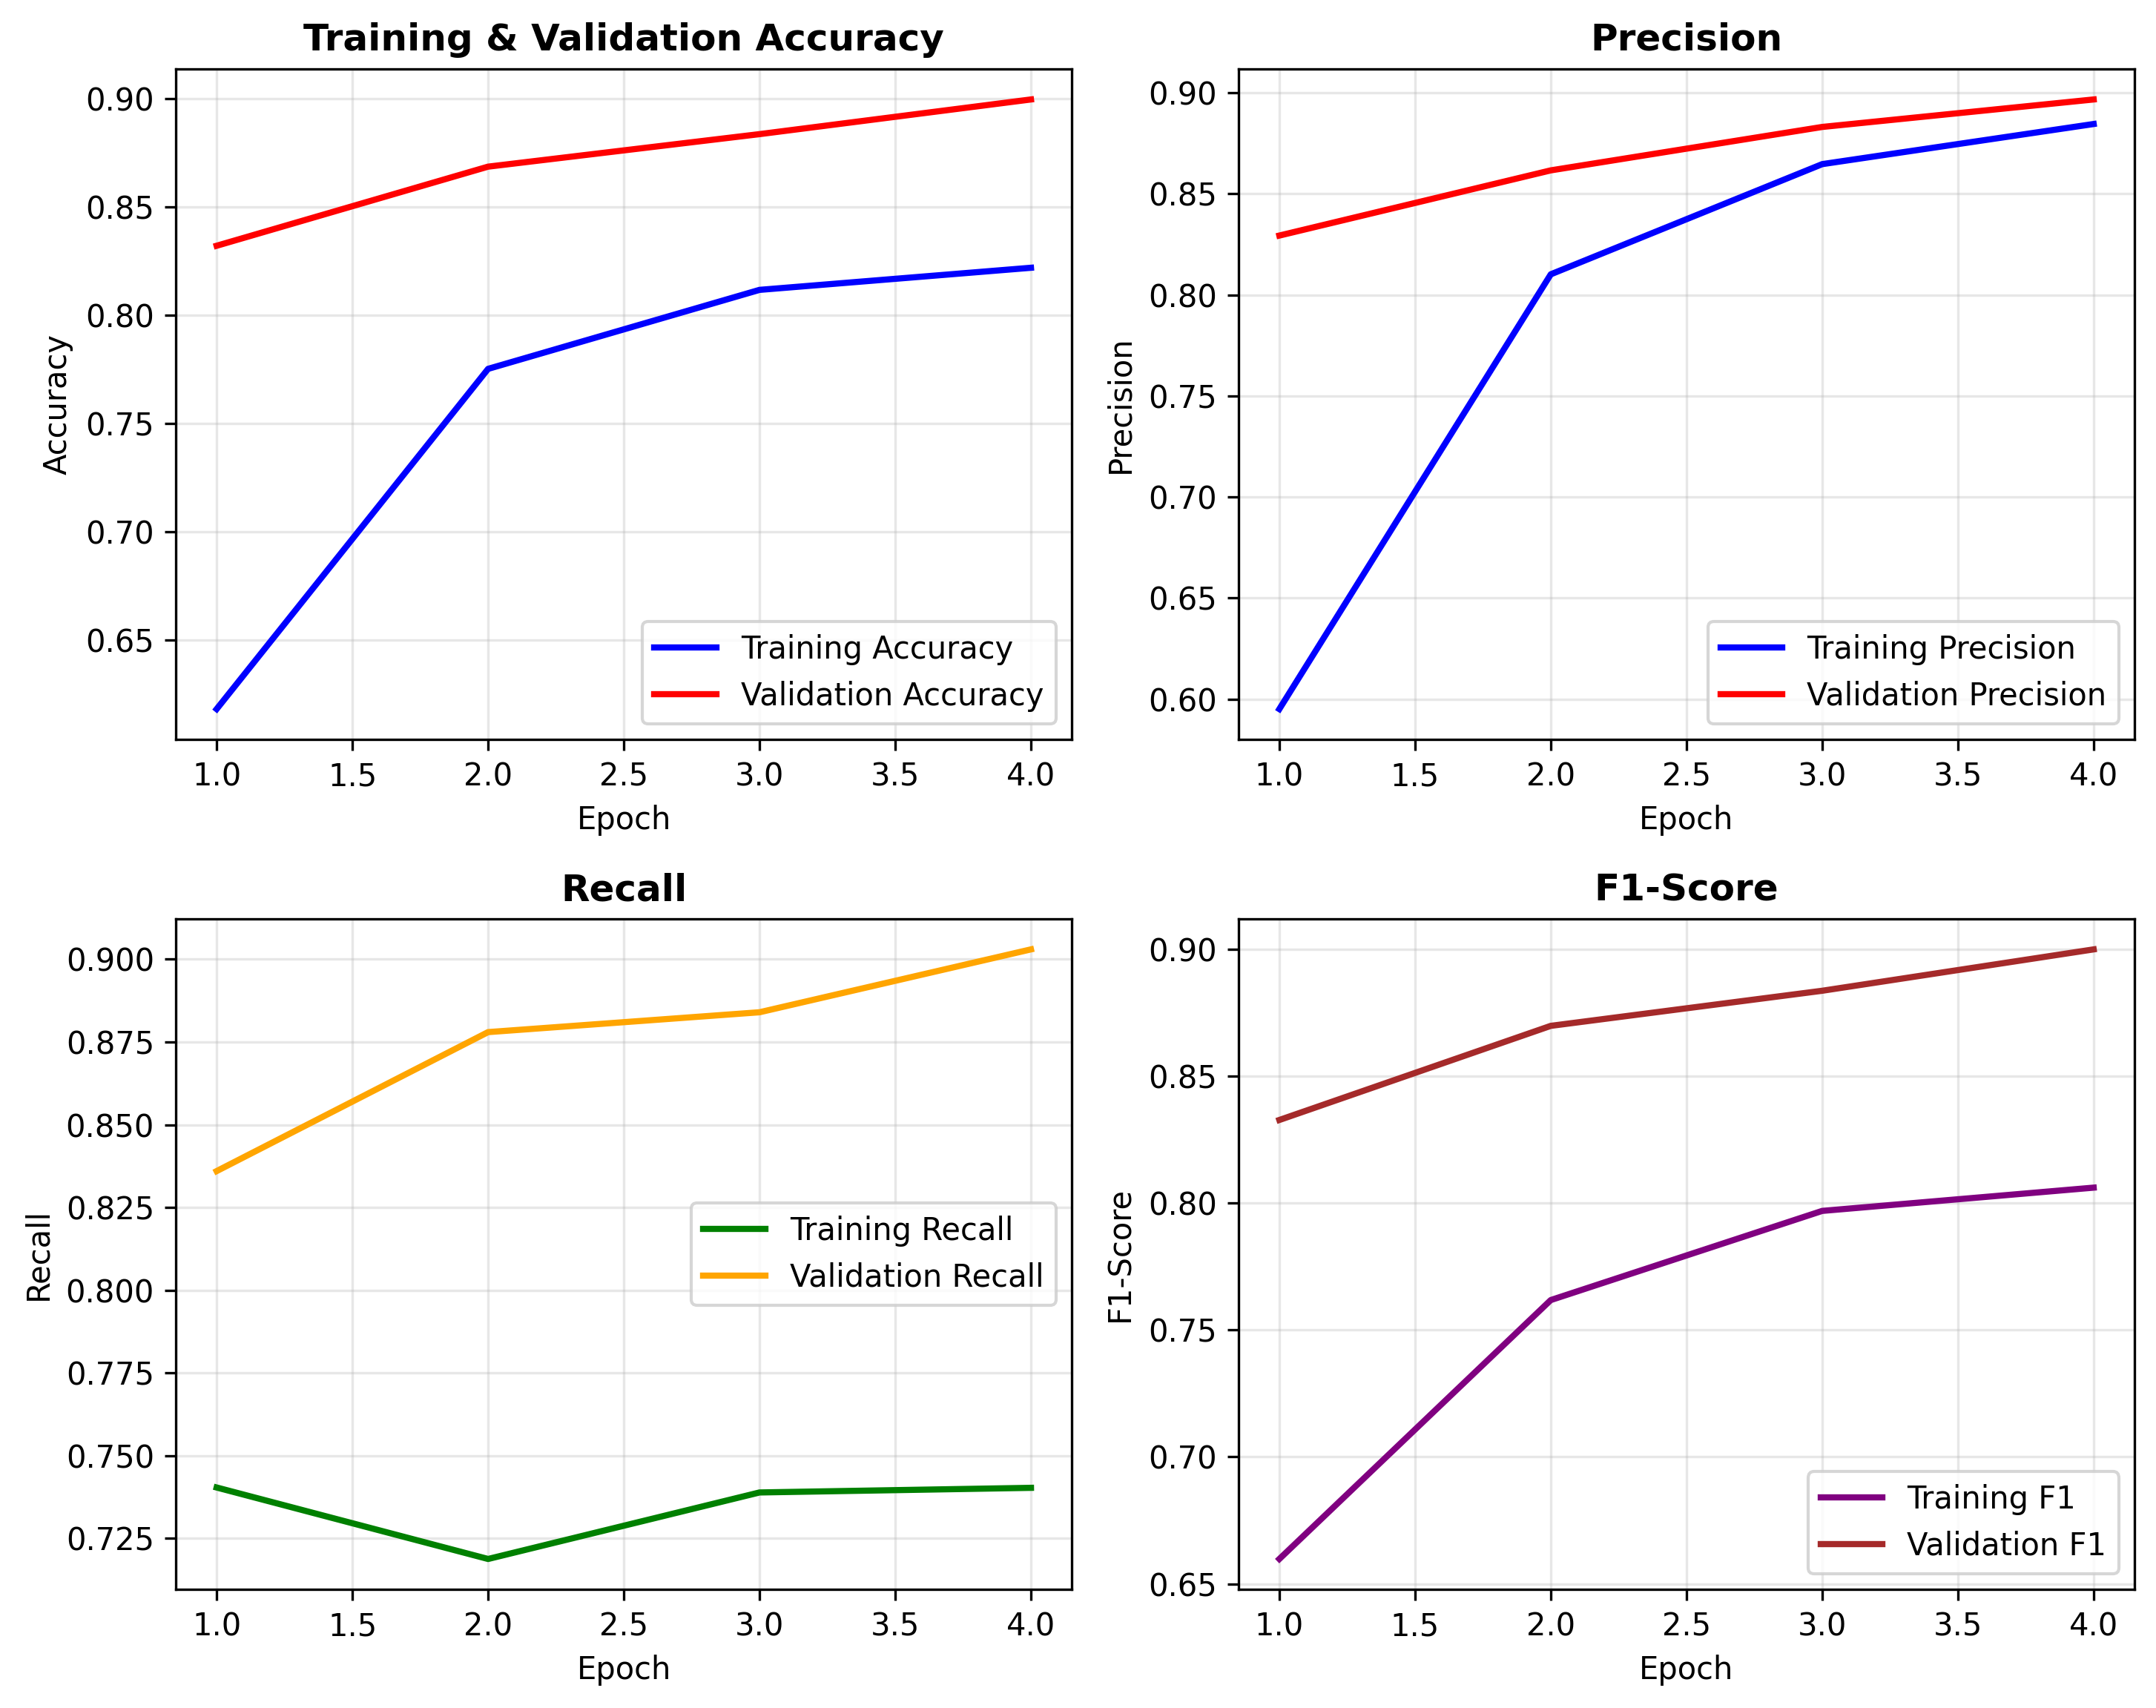 Training & Validation Accuracy
Accuracy
0.90
0.85
0.80
0.75
0.70
0.65
Training Accuracy
Validation Accuracy
1.0 1.5 2.0 2.5 3.0 3.5 4.0
Epoch
Precision
Precision
0.90
0.85
0.80
0.75
0.70
0.65
0.60
Training Precision
Validation Precision
1.0 1.5 2.0 2.5 3.0 3.5 4.0
Epoch
Recall
Recall
0.900
0.875
0.850
0.825
0.800
0.775
0.750
0.725
Training Recall
Validation Recall
1.0 1.5 2.0 2.5 3.0 3.5 4.0
Epoch
F1-Score
F1-Score
0.90
0.85
0.80
0.75
0.70
0.65
Training F1
Validation F1
1.0 1.5 2.0 2.5 3.0 3.5 4.0
Epoch